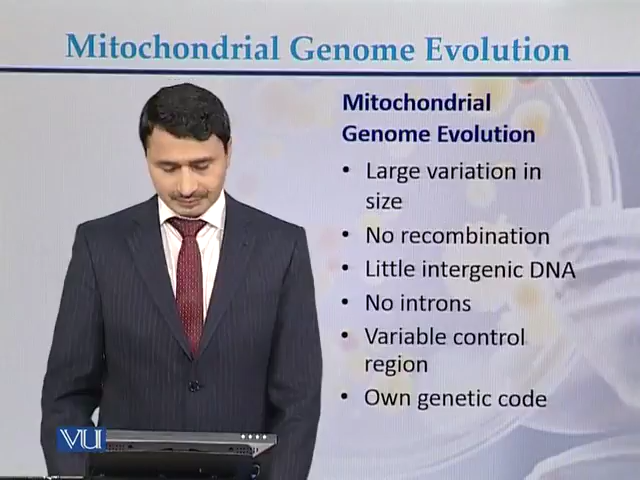 Mitochondrial Genome Evolution
Mitochondrial
Genome Evolution
• Large variation in
size
• No recombination
• Little intergenic DNA
• No introns
• Variable control
region
• Own genetic code
VU